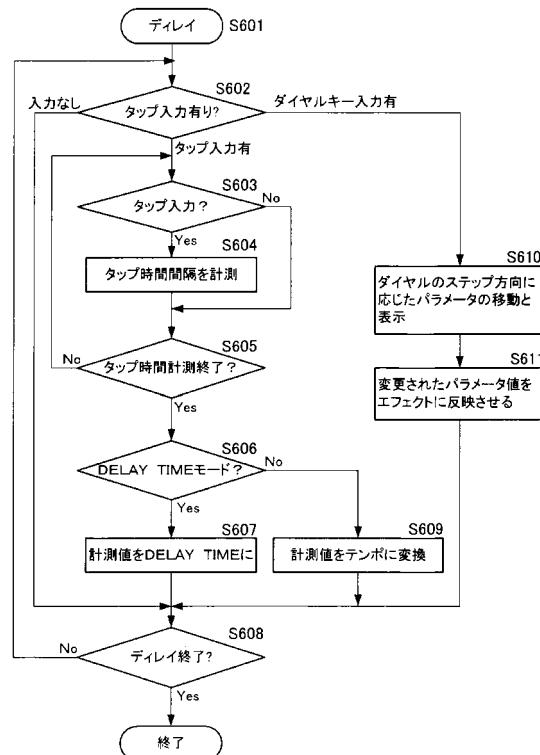 ディレイ
S601
S602
入力なし
タップ入力有り?
ダイヤルキー入力有
タップ入力有
S603
タップ入力?
No
Yes
S604
タップ時間間隔を計測
S610
ダイヤルのステップ方向に
応じたパラメータの移動と
表示
S605
No
タップ時間計測終了?
S611
変更されたパラメータ値を
エフェクトに反映させる
Yes
S606
DELAY TIMEモード?
No
Yes
S607
計測値をDELAY TIMEに
S609
計測値をテンポに変換
S608
No
ディレイ終了?
Yes
終了